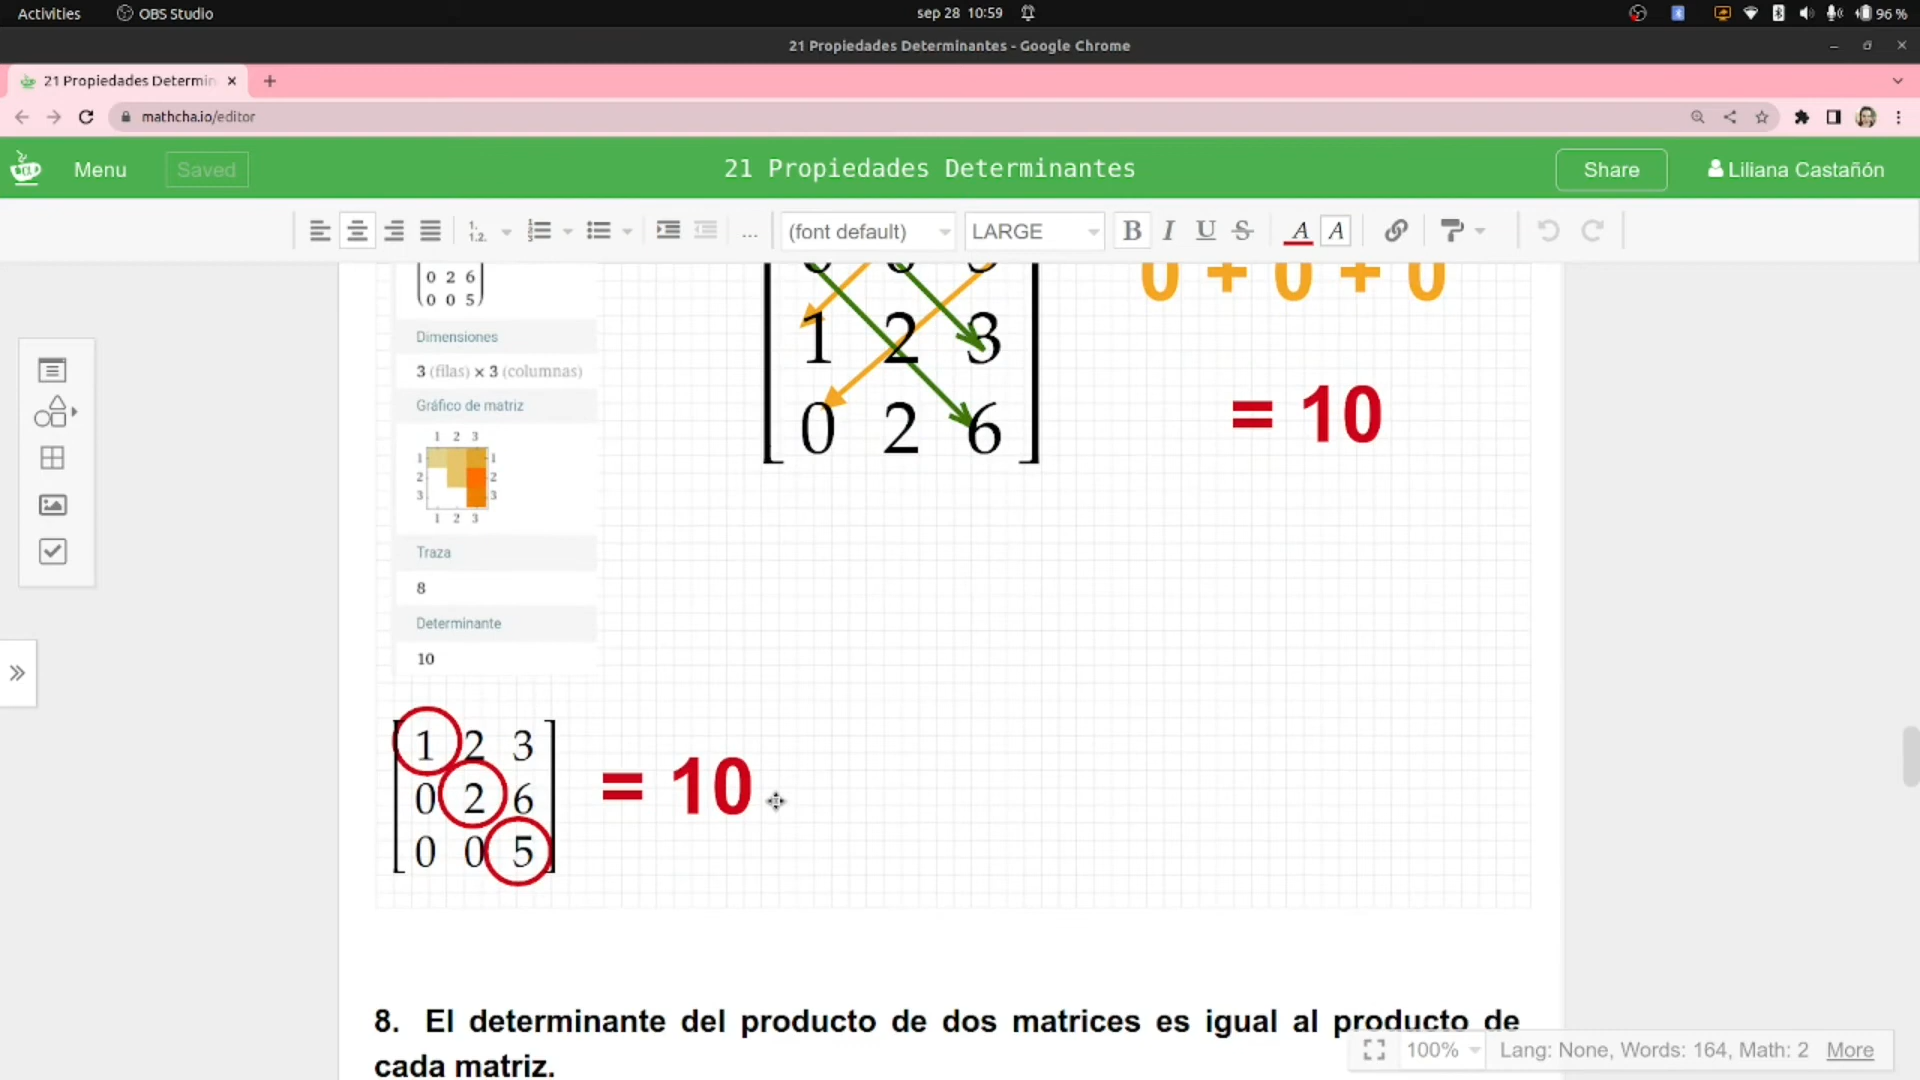 Activities
OBS Studio
sep 28 10:59
96 %
21 Propiedades Determinantes - Google Chrome
21 Propiedades Determin
mathcha.io/editor
Menu
Saved
21 Propiedades Determinantes
Share
Liliana Castañón
(font default)
LARGE
B I U S A A
0 2 6
0 0 5
Dimensiones
3 (filas) × 3 (columnas)
Gráfico de matriz
1 2 3
1 1
2 2
3 3
1 2 3
Traza
8
Determinante
10
1 2 3
0 2 6
0 + 0 + 0
= 10
1 2 3
0 2 6
0 0 5
= 10
8. El determinante del producto de dos matrices es igual al producto de
cada matriz.
100%
Lang: None, Words: 164, Math: 2
More